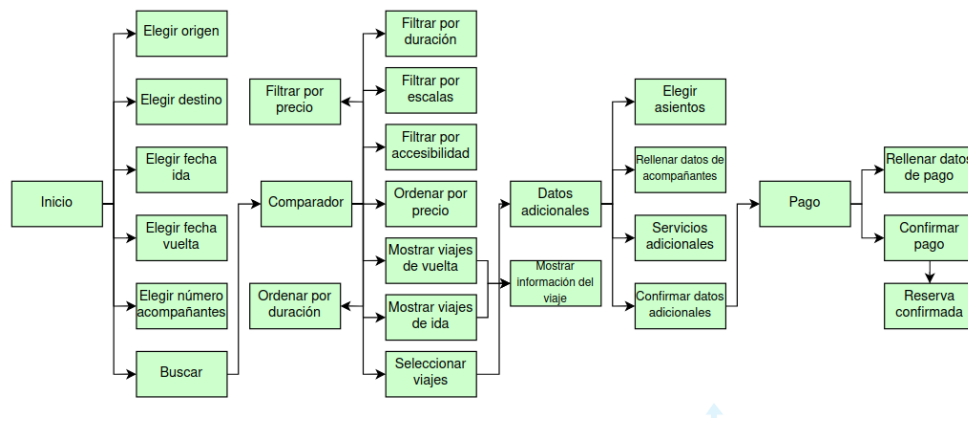 Elegir origen
Elegir destino
Elegir fecha
ida
Inicio
Elegir fecha
vuelta
Elegir número
acompañantes
Buscar
Filtrar por
precio
Comparador
Ordenar por
duración
Filtrar por
duración
Filtrar por
escalas
Filtrar por
accesibilidad
Ordenar por
precio
Mostrar viajes
de vuelta
Mostrar viajes
de ida
Seleccionar
viajes
Datos
adicionales
Mostrar
información del
viaje
Elegir
asientos
Rellenar datos de
acompañantes
Servicios
adicionales
Confirmar datos
adicionales
Pago
Rellenar datos
de pago
Confirmar
pago
Reserva
confirmada